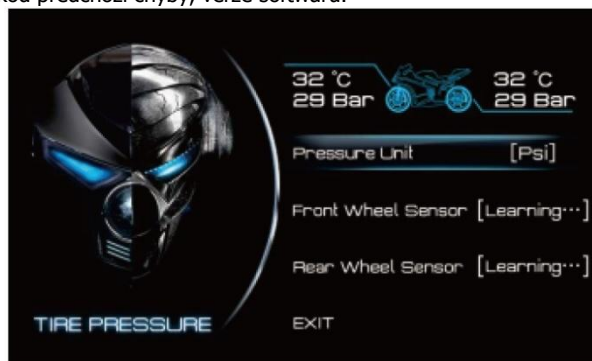 32 °C 32 °C
29 Bar 29 Bar
Pressure Unit [Psi]
Front Wheel Sensor [Learning···]
Rear Wheel Sensor [Learning···]
TIRE PRESSURE EXIT